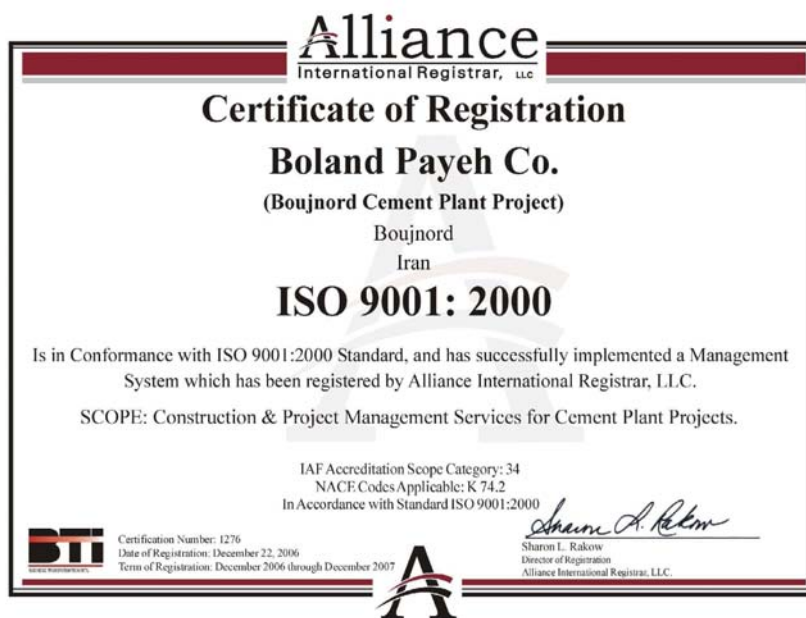 Alliance
International Registrar, LLC
Certificate of Registration
Boland Payeh Co.
(Boujnord Cement Plant Project)
Boujnord
Iran
ISO 9001: 2000
Is in Conformance with ISO 9001:2000 Standard, and has successfully implemented a Management
System which has been registered by Alliance International Registrar, LLC.
SCOPE: Construction & Project Management Services for Cement Plant Projects.
IAF Accreditation Scope Category: 34
NACE Codes Applicable: K 74.2
In Accordance with Standard ISO 9001:2000
Sharon L. Rakow
Sharon L. Rakow
Director of Registration
Alliance International Registrar, LLC.
BTi
Certification Number: 1276
Date of Registration: December 22, 2006
Term of Registration: December 2006 through December 2007
A